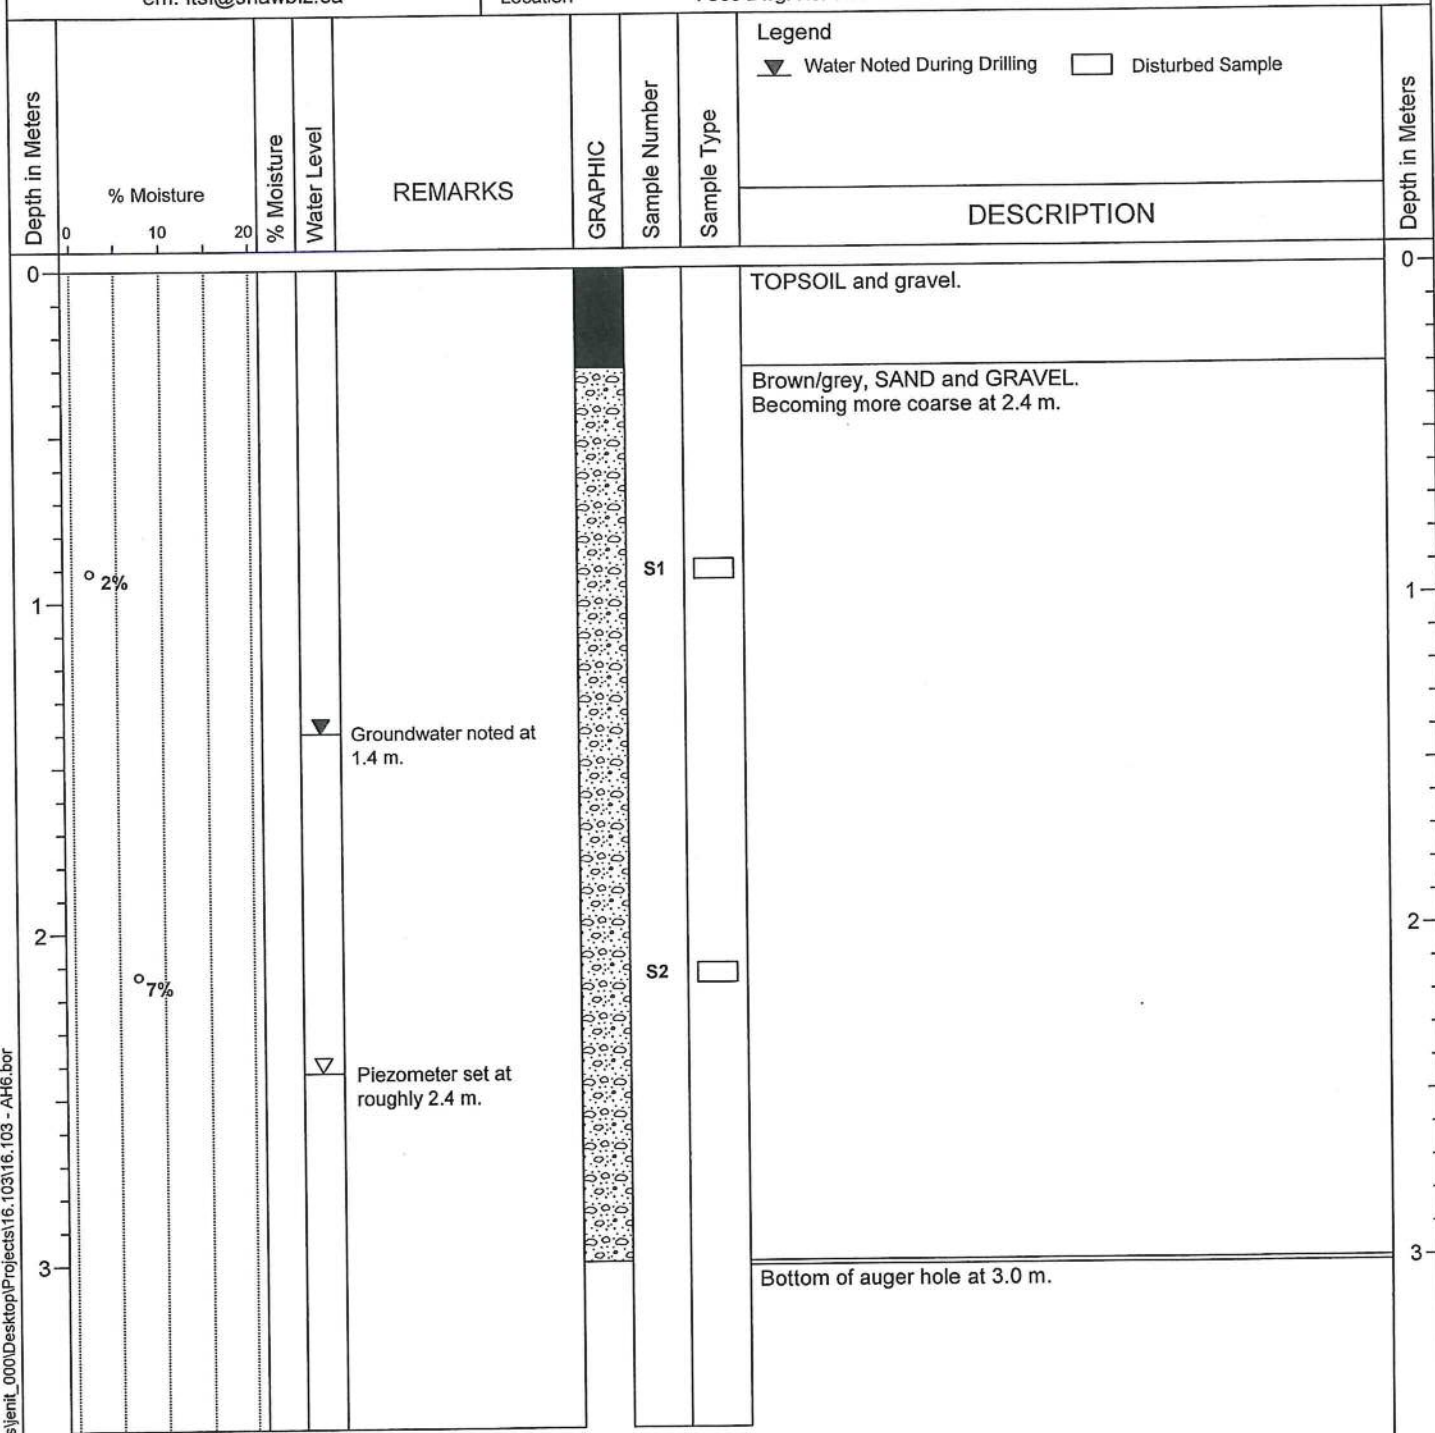 Location
Legend
Water Noted During Drilling
Disturbed Sample
Depth in Meters
% Moisture
0 10 20
% Moisture
Water Level
REMARKS
GRAPHIC
Sample Number
Sample Type
DESCRIPTION
Depth in Meters
0
0
TOPSOIL and gravel.
Brown/grey, SAND and GRAVEL.
Becoming more coarse at 2.4 m.
2%
S1
1
1
Groundwater noted at
1.4 m.
2
2
7%
S2
Piezometer set at
roughly 2.4 m.
3
3
Bottom of auger hole at 3.0 m.
s\jenit_000\Desktop\Projects\16.103\16.103 - AH6.bor